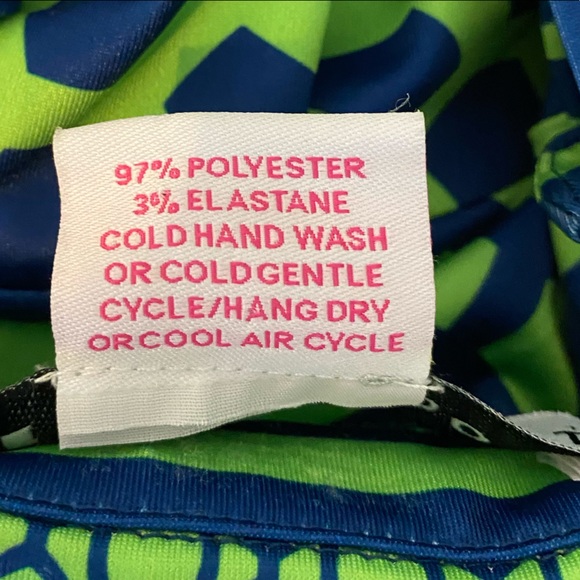 97% POLYESTER
3% ELASTANE
COLD HAND WASH
OR COLD GENTLE
CYCLE/HANG DRY
OR COOL AIR CYCLE